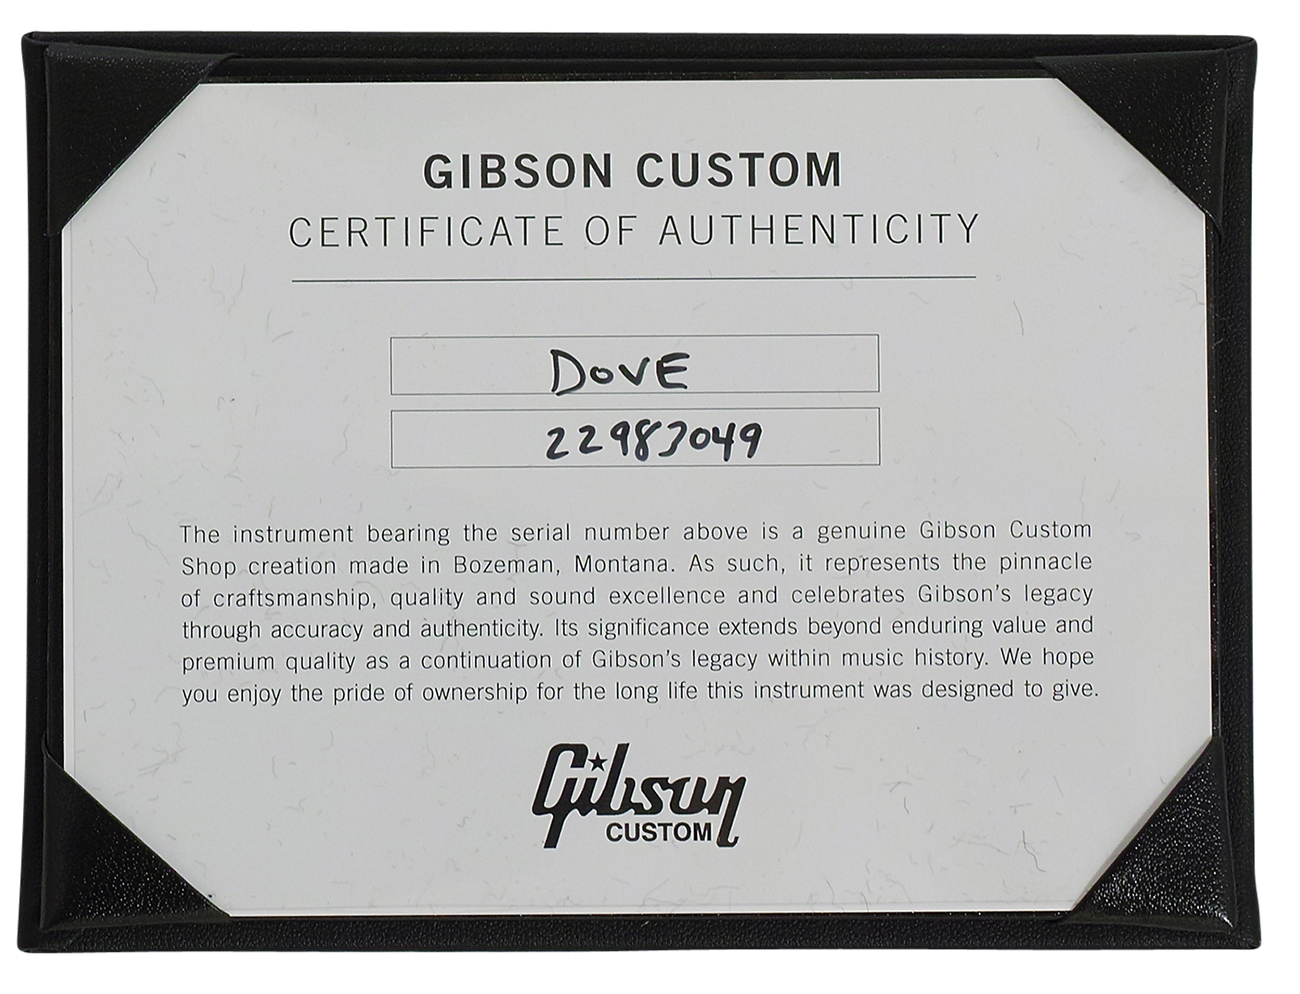 GIBSON CUSTOM
CERTIFICATE OF AUTHENTICITY
DOVE
22983049
The instrument bearing the serial number above is a genuine Gibson Custom
Shop creation made in Bozeman, Montana. As such, it represents the pinnacle
of craftsmanship, quality and sound excellence and celebrates Gibson's legacy
through accuracy and authenticity. Its significance extends beyond enduring value and
premium quality as a continuation of Gibson's legacy within music history. We hope
you enjoy the pride of ownership for the long life this instrument was designed to give.
Gibson
CUSTOM